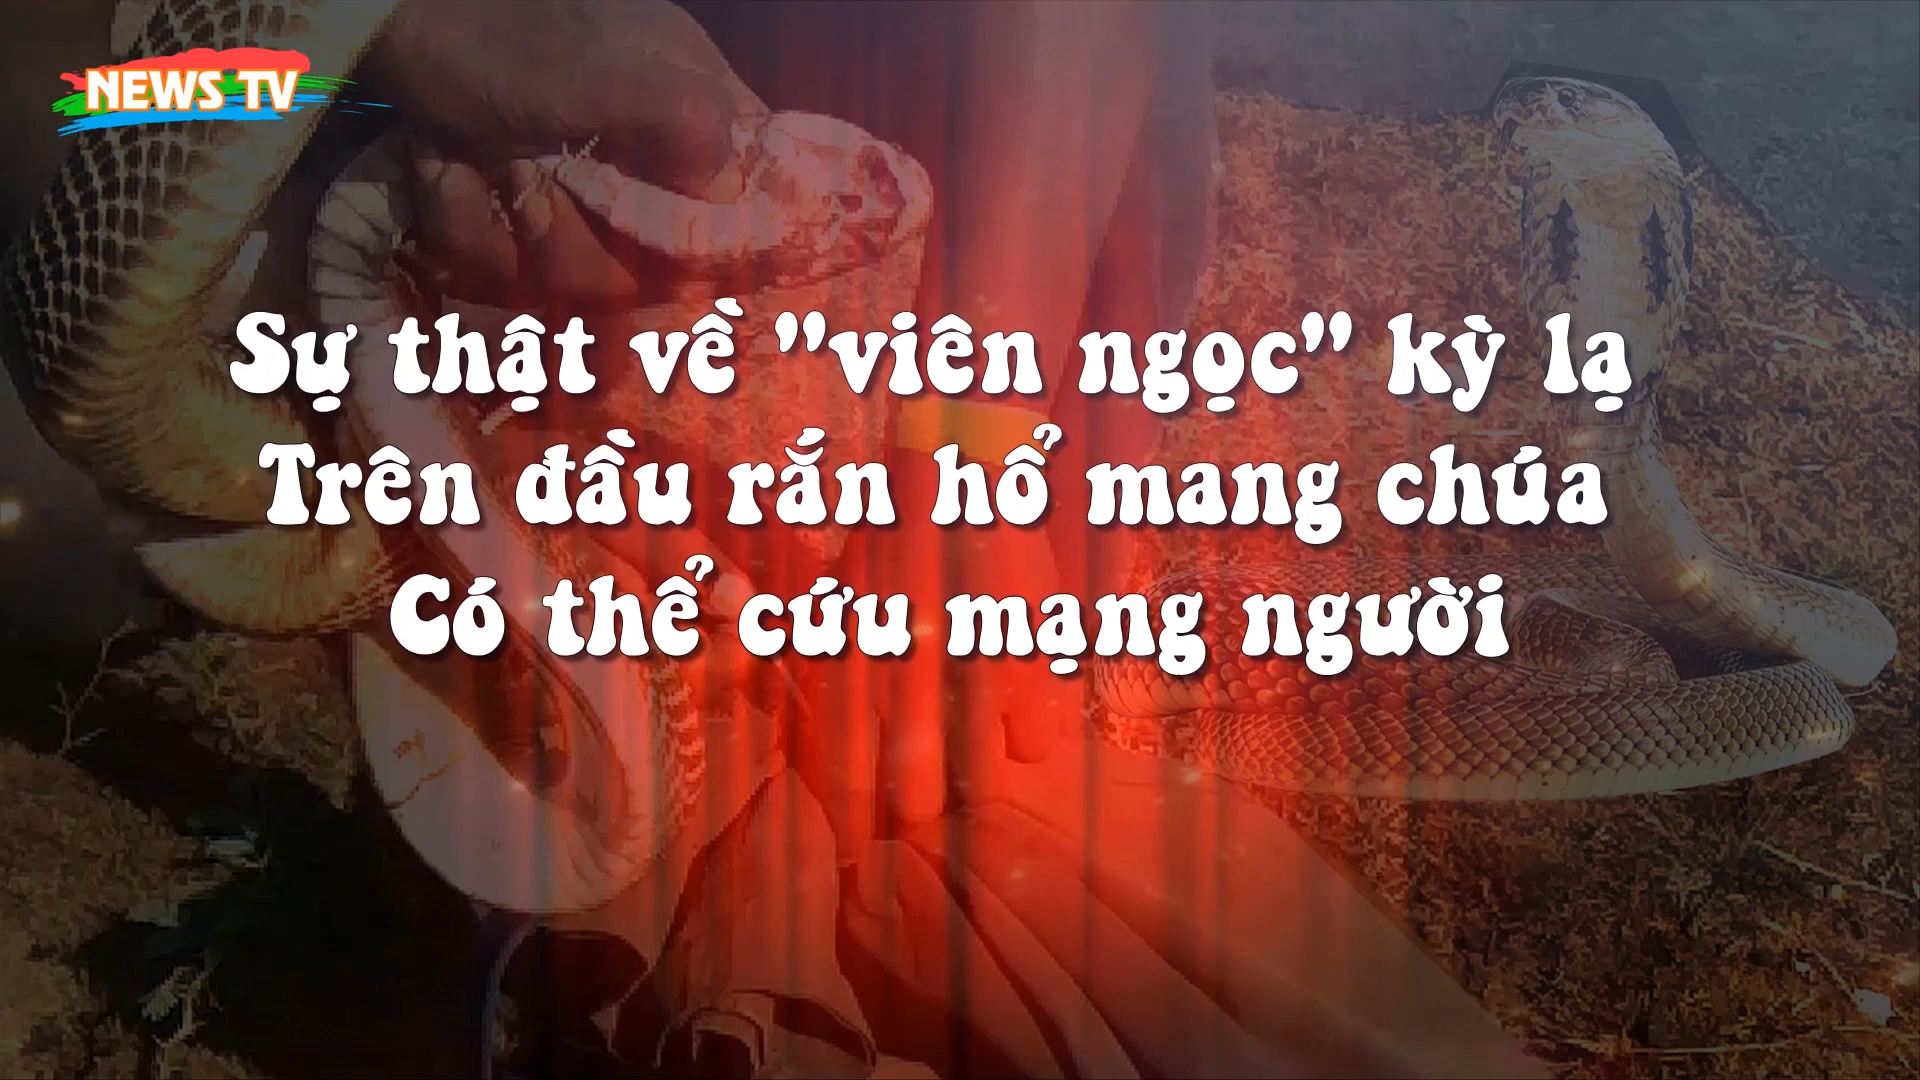 NEWS TV
Sự thật về "viên ngọc" kỳ lạ
Trên đầu rắn hổ mang chúa
Có thể cứu mạng người